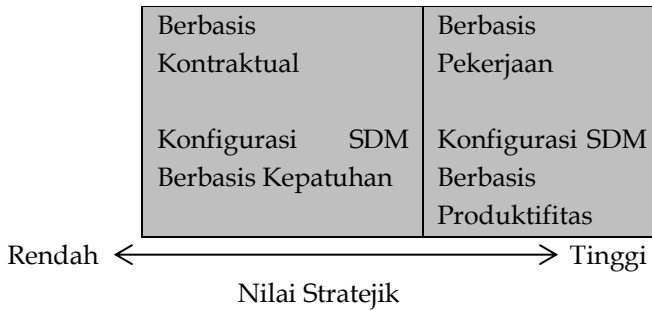 Berbasis
Kontraktual
Konfigurasi SDM
Berbasis Kepatuhan
Berbasis
Pekerjaan
Konfigurasi SDM
Berbasis
Produktifitas
Rendah
Tinggi
Nilai Stratejik